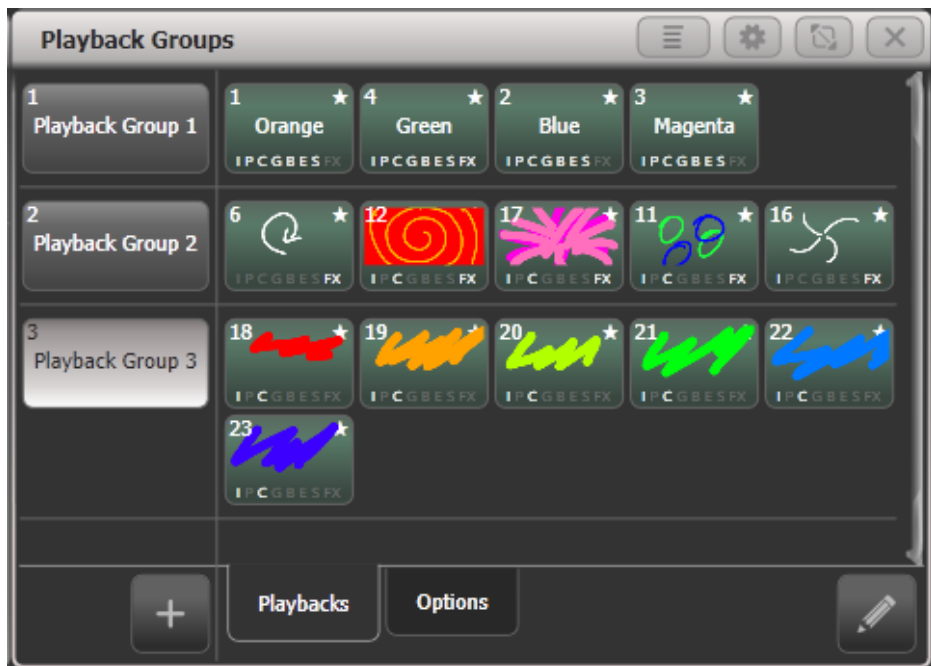 Playback Groups
1
Playback Group 1
1
Orange
IPCGBESFX
4
Green
IPCGBESFX
2
Blue
IPCGBESFX
3
Magenta
IPCGBESFX
2
Playback Group 2
6
IPCGBESFX
12
IPCGBESFX
17
IPCGBESFX
11
IPCGBESFX
16
IPCGBESFX
3
Playback Group 3
18
IPCGBESFX
19
IPCGBESFX
20
IPCGBESFX
21
IPCGBESFX
22
IPCGBESFX
23
IPCGBESFX
+
Playbacks
Options